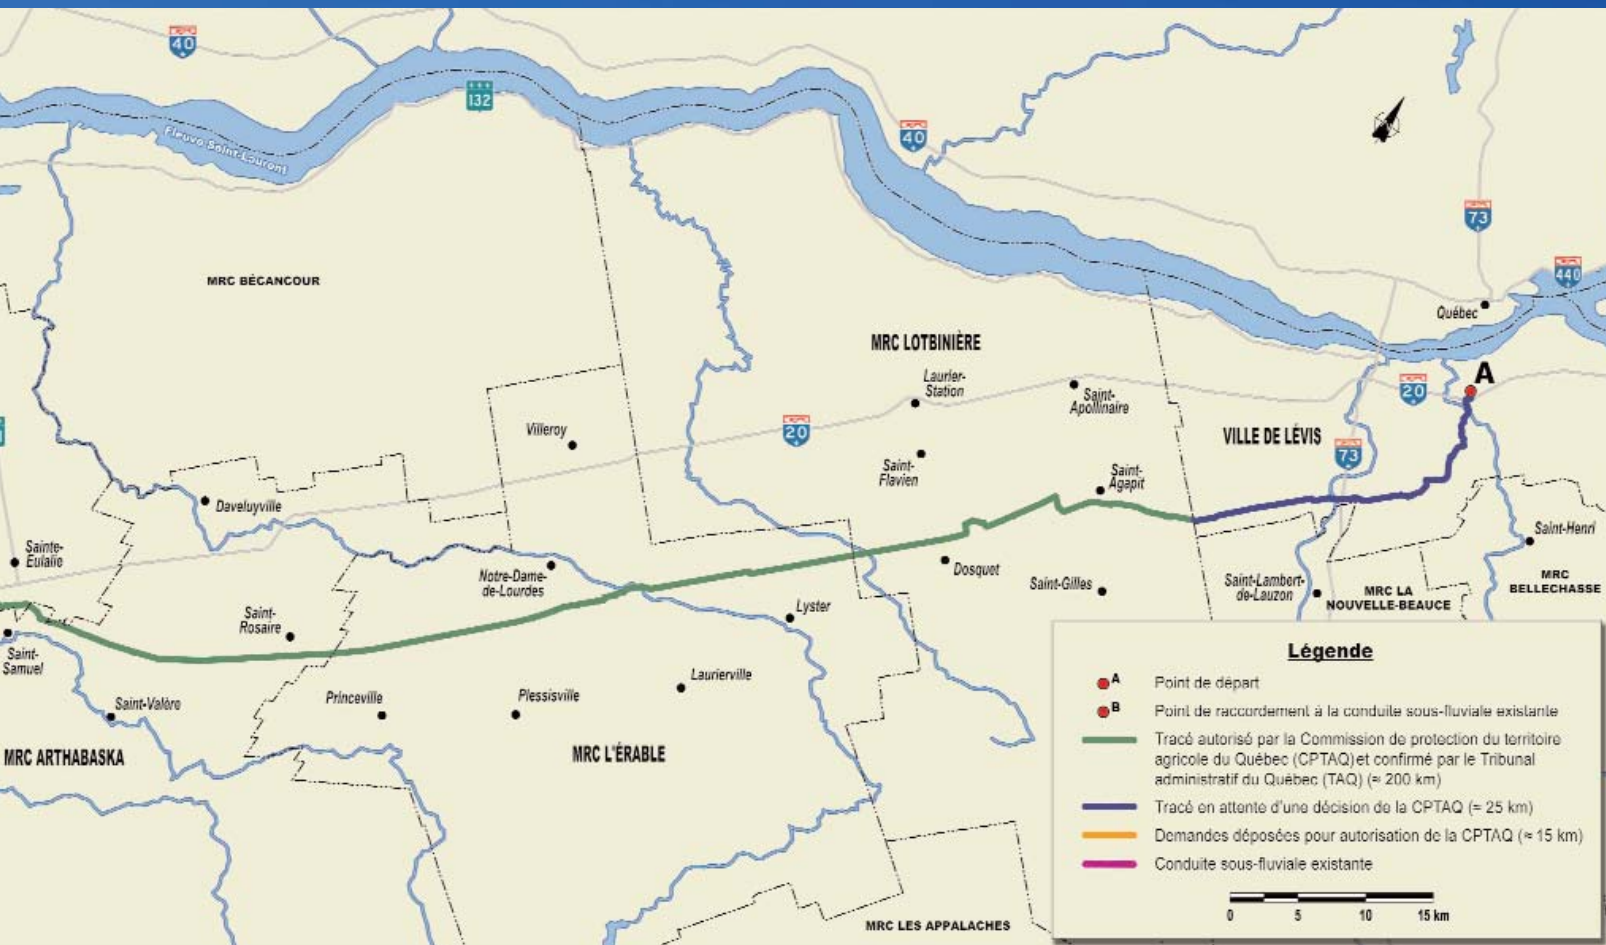 40
132
Fleuve Saint-Laurent
40
73
440
Québec
MRC BÉCANCOUR
MRC LOTBINIÈRE
Laurier-
Station
Saint-
Apollinaire
20
A
Villeroy
20
VILLE DE LÉVIS
73
Saint-
Flavien
Saint-
Agapit
Daveluyville
Saint-Henri
Sainte-
Eulalie
Notre-Dame-
de-Lourdes
Dosquet
Saint-Gilles
Saint-Lambert-
de-Lauzon
MRC LA
NOUVELLE-BEAUCE
MRC
BELLECHASSE
Saint-
Rosaire
Lyster
Saint-
Samuel
Saint-Valère
Princeville
Plessisville
Laurierville
MRC ARTHABASKA
MRC L'ÉRABLE
MRC LES APPALACHES
Légende
A Point de départ
B Point de raccordement à la conduite sous-fluviale existante
Tracé autorisé par la Commission de protection du territoire
agricole du Québec (CPTAQ) et confirmé par le Tribunal
administratif du Québec (TAQ) (≈ 200 km)
Tracé en attente d'une décision de la CPTAQ (≈ 25 km)
Demandes déposées pour autorisation de la CPTAQ (≈ 15 km)
Conduite sous-fluviale existante
0 5 10 15 km